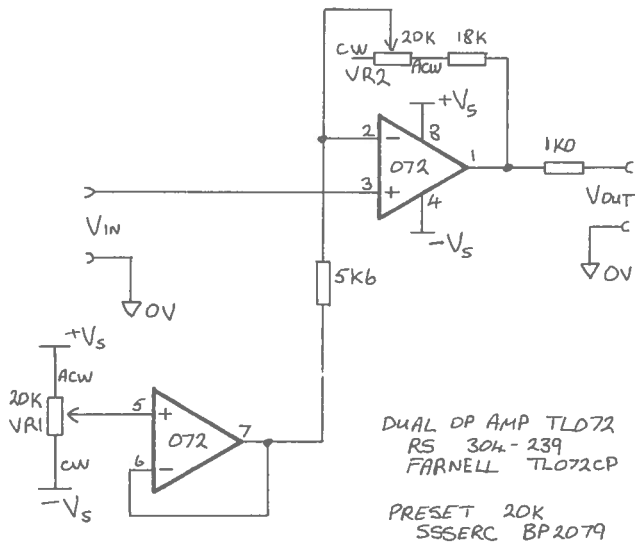 20K
18K
CW
ACW
VR2
+Vs
2
-
8
072
1
1K0
3
+
4
-Vs
VIN
VOUT
0V
0V
5K6
+Vs
ACW
20K
VR1
5
+
072
7
6
-
CW
-Vs
DUAL OP AMP TL072
RS 304-239
FARNELL TL072CP
PRESET 20K
SSSERC BP2079